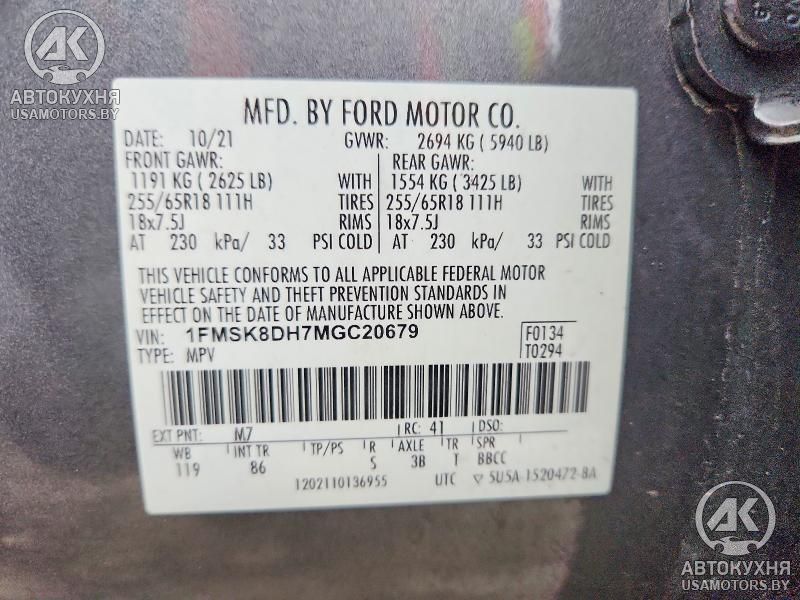 AK
АВТОКУХНЯ
USAMOTORS.BY
MFD. BY FORD MOTOR CO.
DATE: 10/21 GVWR: 2694 KG ( 5940 LB)
FRONT GAWR: REAR GAWR:
1191 KG ( 2625 LB) WITH 1554 KG ( 3425 LB) WITH
255/65R18 111H TIRES 255/65R18 111H TIRES
18x7.5J RIMS 18x7.5J RIMS
AT 230 kPa/ 33 PSI COLD AT 230 kPa/ 33 PSI COLD
THIS VEHICLE CONFORMS TO ALL APPLICABLE FEDERAL MOTOR
VEHICLE SAFETY AND THEFT PREVENTION STANDARDS IN
EFFECT ON THE DATE OF MANUFACTURE SHOWN ABOVE.
VIN: 1FMSK8DH7MGC20679 F0134
TYPE: MPV T0294
EXT PNT: M7 RC: 41 DSO:
WB INT TR TP/PS R AXLE TR SPR
119 86 S 3B T BBCC
1202110136955 UTC ▽ 5U5A-1520472-BA
AK
АВТОКУХНЯ
USAMOTORS.BY